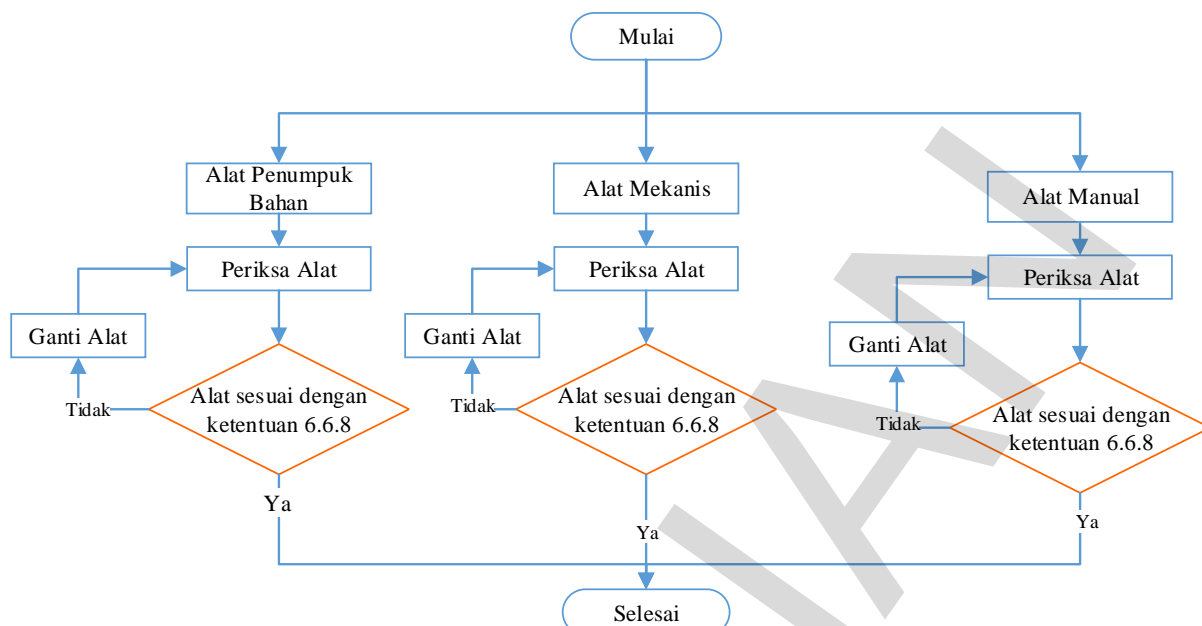 Mulai
Alat Penumpuk
Bahan
Alat Mekanis
Alat Manual
Periksa Alat
Periksa Alat
Periksa Alat
Ganti Alat
Ganti Alat
Ganti Alat
Tidak
Tidak
Tidak
Alat sesuai dengan
ketentuan 6.6.8
Alat sesuai dengan
ketentuan 6.6.8
Alat sesuai dengan
ketentuan 6.6.8
Ya
Ya
Ya
Selesai